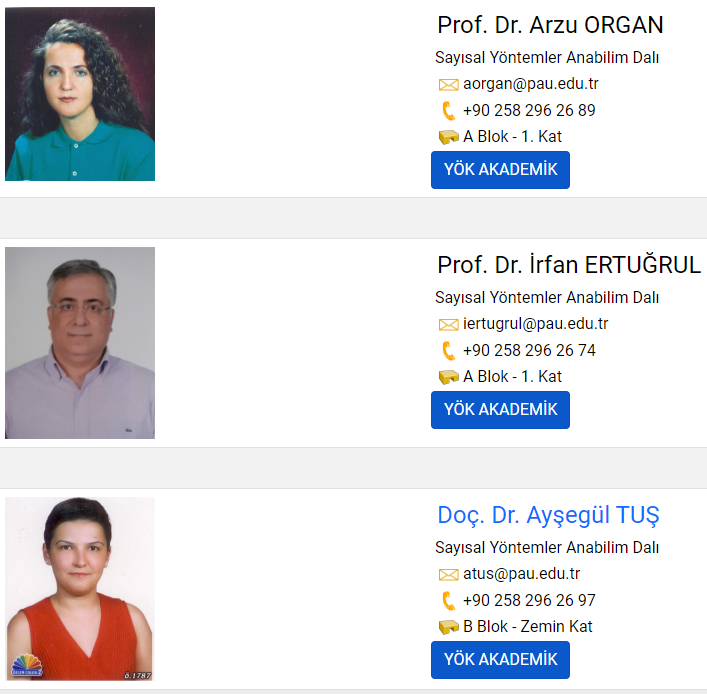 Prof. Dr. Arzu ORGAN
Sayısal Yöntemler Anabilim Dalı
aorgan@pau.edu.tr
+90 258 296 26 89
A Blok - 1. Kat
YÖK AKADEMİK
Prof. Dr. İrfan ERTUĞRUL
Sayısal Yöntemler Anabilim Dalı
iertugrul@pau.edu.tr
+90 258 296 26 74
A Blok - 1. Kat
YÖK AKADEMİK
Doç. Dr. Ayşegül TUŞ
Sayısal Yöntemler Anabilim Dalı
atus@pau.edu.tr
+90 258 296 26 97
B Blok - Zemin Kat
YÖK AKADEMİK
ö.1787